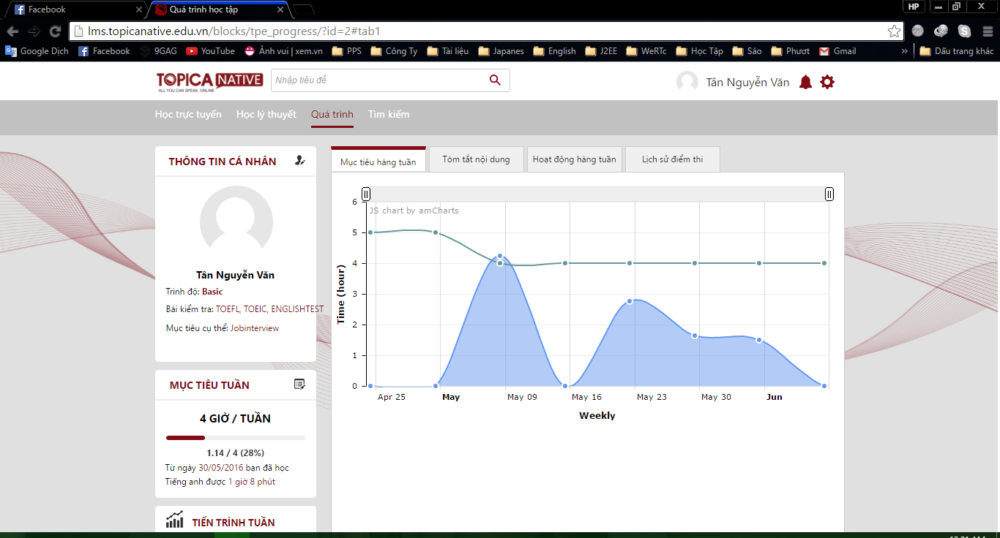 Facebook
Quá trình học tập
HP
lms.topicanative.edu.vn/blocks/tpe_progress/?id=2#tab1
Google Dịch Facebook 9GAG YouTube Ảnh vui | xem.vn PPS Công Ty Tài liệu Japanes English J2EE WeRTc Học Tập Sáo Phượt Gmail » Dấu trang khác
TOPICA NATIVE
ALL YOU CAN SPEAK, ONLINE
Nhập tiêu đề
Tân Nguyễn Văn
Học trực tuyến Học lý thuyết Quá trình Tìm kiếm
THÔNG TIN CÁ NHÂN
Tân Nguyễn Văn
Trình độ: Basic
Bài kiểm tra: TOEFL, TOEIC, ENGLISHTEST
Mục tiêu cụ thể: Jobinterview
MỤC TIÊU TUẦN
4 GIỜ / TUẦN
1.14 / 4 (28%)
Từ ngày 30/05/2016 bạn đã học
Tiếng anh được 1 giờ 8 phút
TIẾN TRÌNH TUẦN
Mục tiêu hàng tuần Tóm tắt nội dung Hoạt động hàng tuần Lịch sử điểm thi
JS chart by amCharts
Time (hour)
6
5
4
3
2
1
0
Apr 25 May May 09 May 16 May 23 May 30 Jun
Weekly